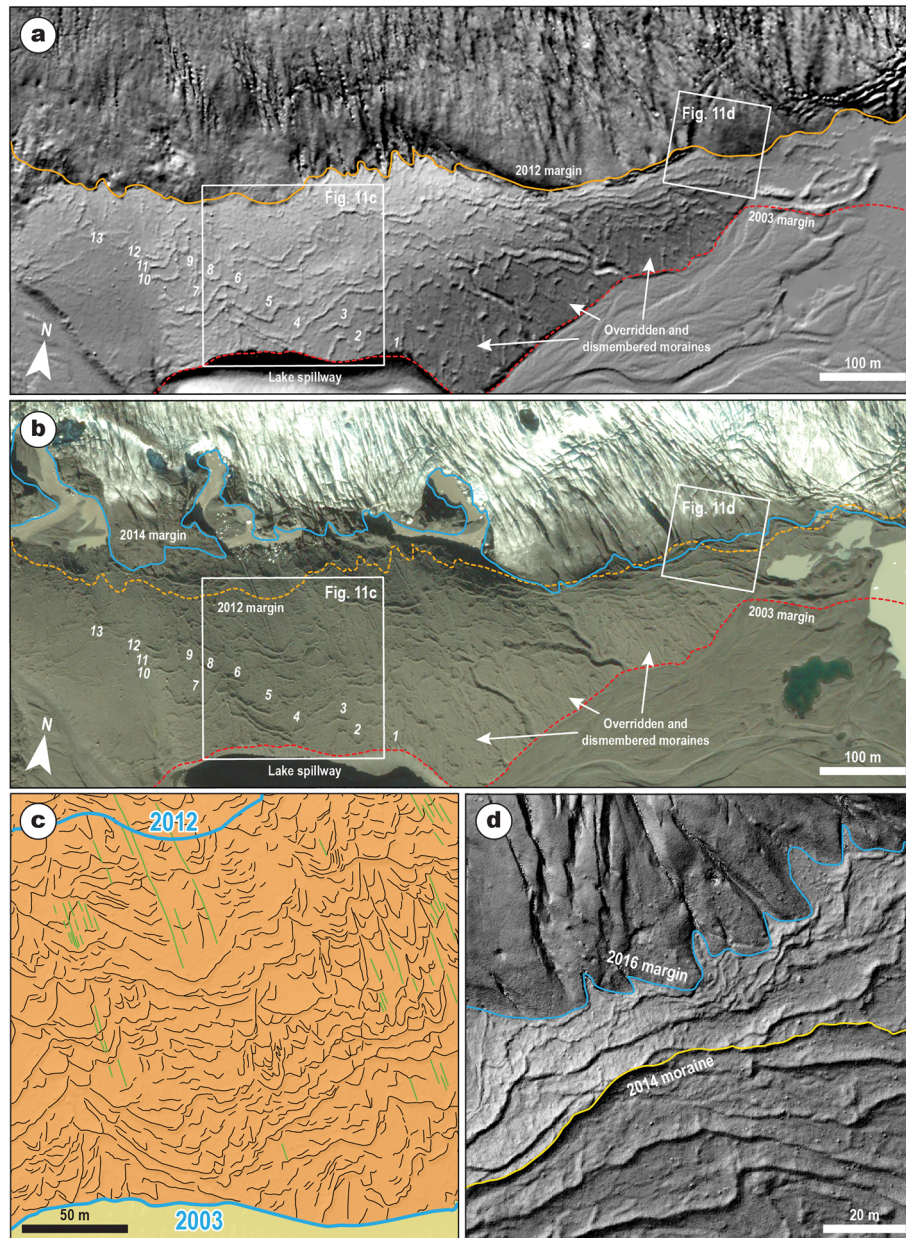 a
Fig. 11d
2012 margin
Fig. 11c
2003 margin
13
12
11
10
9
8
7
6
5
4
3
2
1
Overridden and
dismembered moraines
N
Lake spillway
100 m
b
Fig. 11d
2014 margin
Fig. 11c
2012 margin
2003 margin
13
12
11
10
9
8
7
6
5
4
3
2
1
Overridden and
dismembered moraines
N
Lake spillway
100 m
c
2012
50 m
2003
d
2016 margin
2014 moraine
20 m